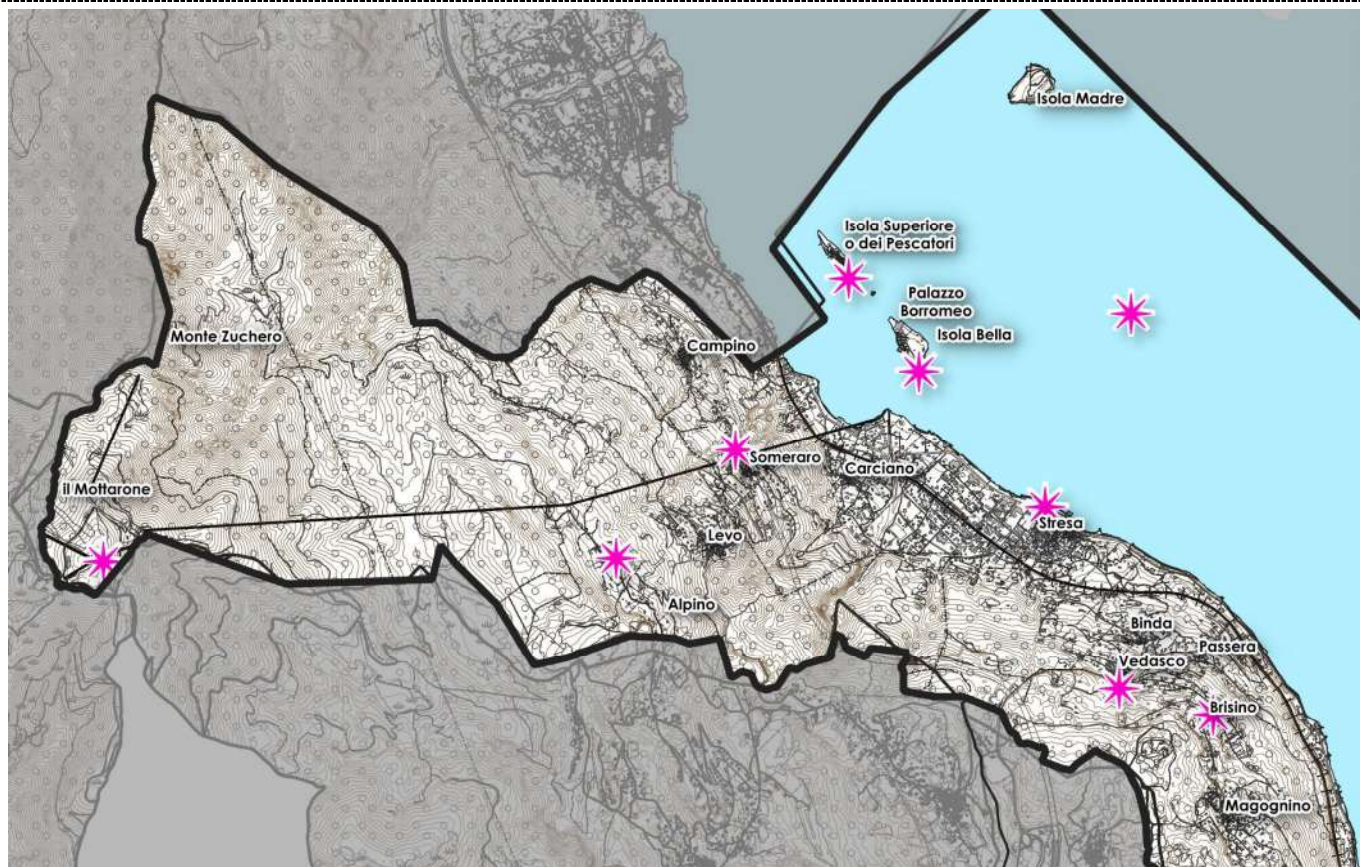 Isola Madre
Isola Superiore
o dei Pescatori
Palazzo
Borromeo
Isola Bella
Monte Zuchero
Campino
Someraro
Carciano
il Mottarone
Stresa
Levo
Alpino
Binda
Passera
Vedasco
Brisino
Magognino